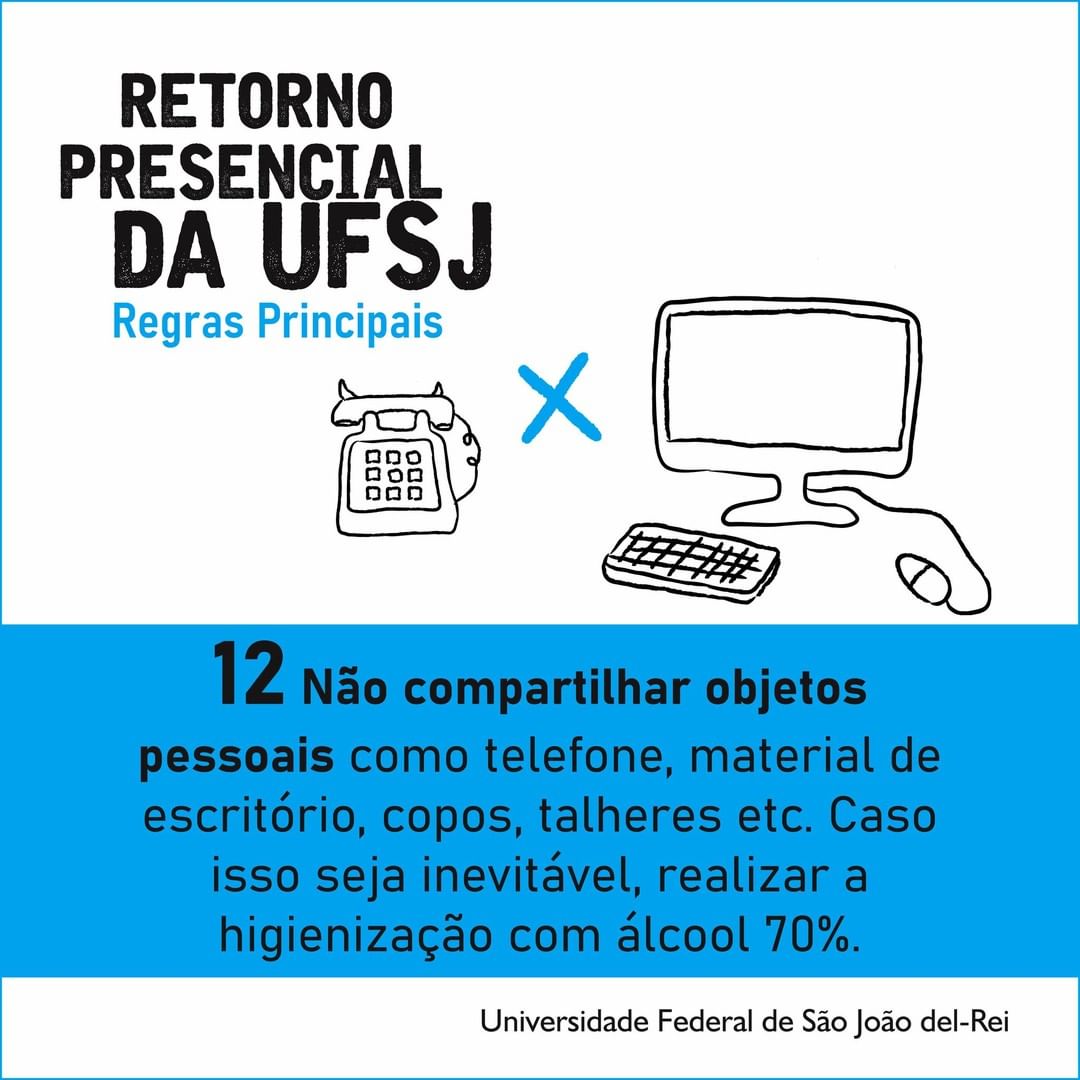 RETORNO
PRESENCIAL
DA UFSJ
Regras Principais
12 Não compartilhar objetos
pessoais como telefone, material de
escritório, copos, talheres etc. Caso
isso seja inevitável, realizar a
higienização com álcool 70%.
Universidade Federal de São João del-Rei